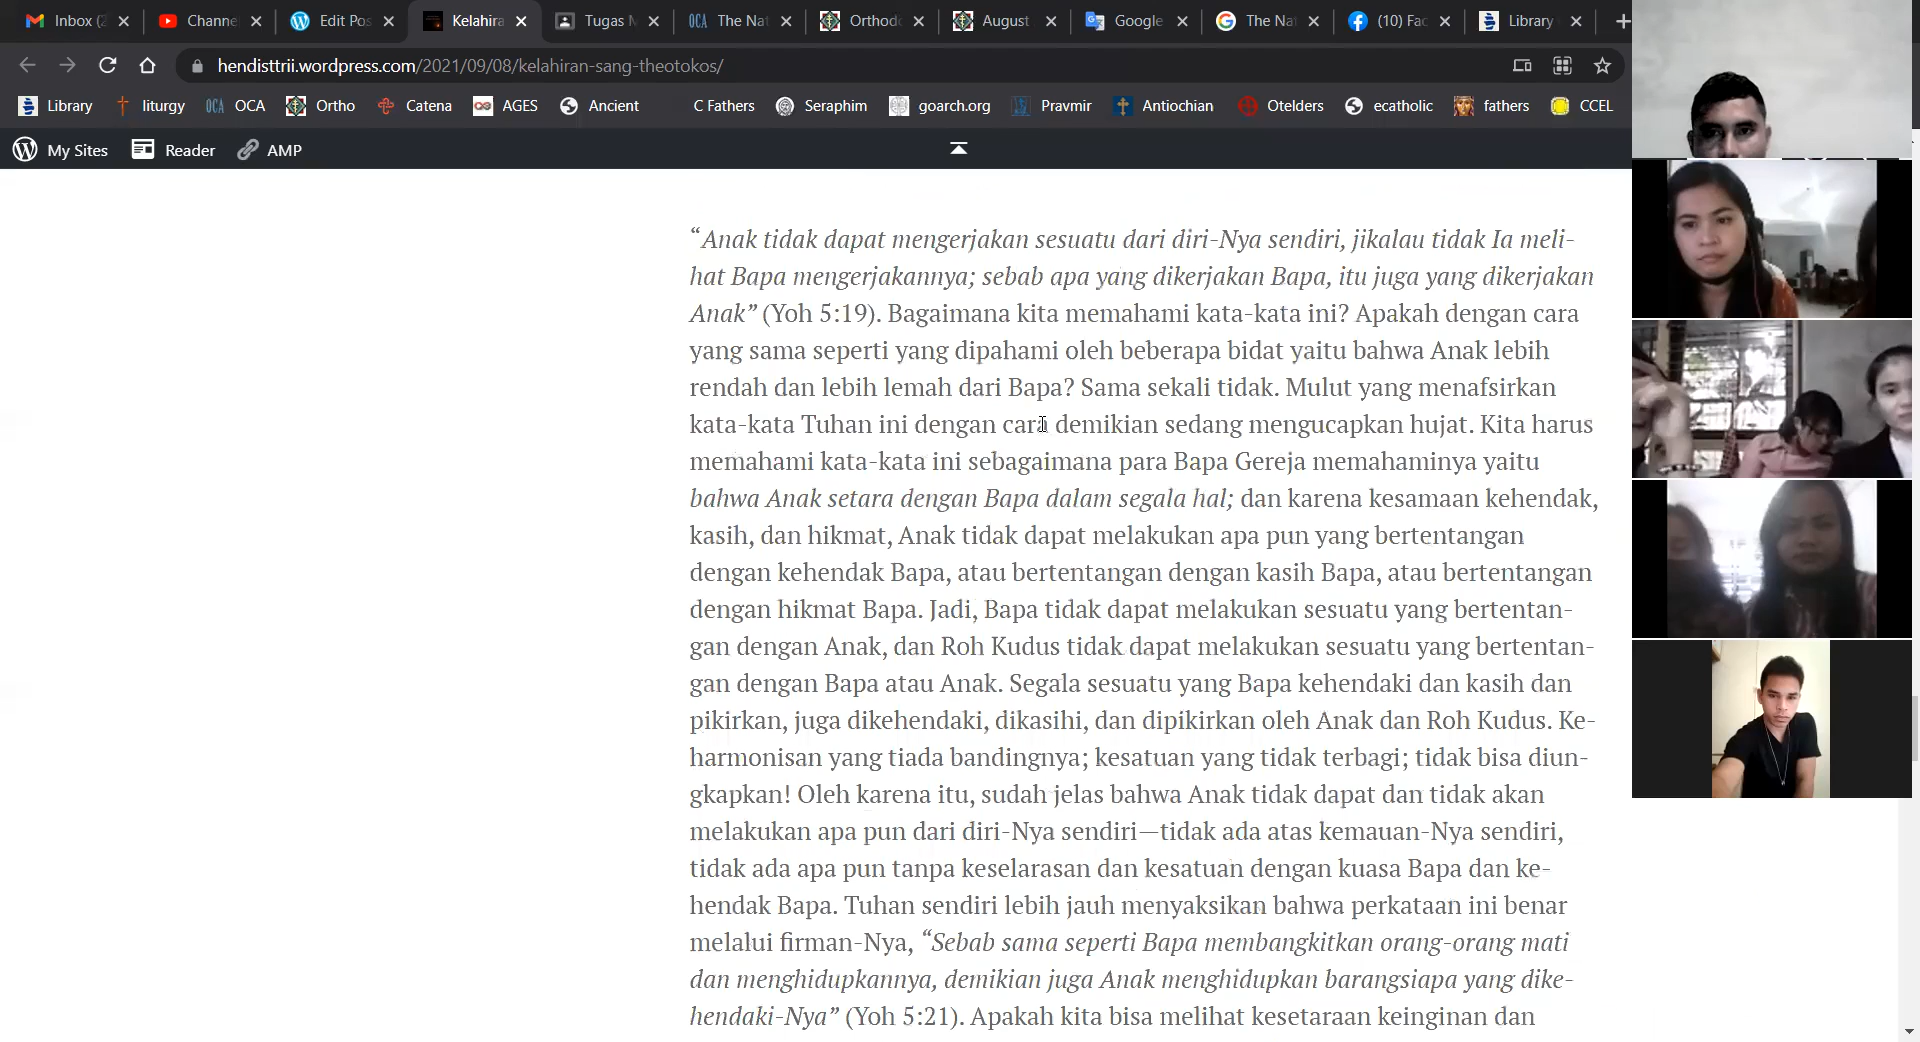 Inbox (2
Channe
Edit Pos
Kelahira
Tugas M
OCA The Nat
Orthodo
August
Google
The Nat
(10) Fac
Library
hendisttrii.wordpress.com/2021/09/08/kelahiran-sang-theotokos/
Library
liturgy
OCA OCA
Ortho
Catena
AGES
Ancient
C Fathers
Seraphim
goarch.org
Pravmir
Antiochian
Otelders
ecatholic
fathers
CCEL
My Sites
Reader
AMP
“Anak tidak dapat mengerjakan sesuatu dari diri-Nya sendiri, jikalau tidak Ia meli-
hat Bapa mengerjakannya; sebab apa yang dikerjakan Bapa, itu juga yang dikerjakan
Anak” (Yoh 5:19). Bagaimana kita memahami kata-kata ini? Apakah dengan cara
yang sama seperti yang dipahami oleh beberapa bidat yaitu bahwa Anak lebih
rendah dan lebih lemah dari Bapa? Sama sekali tidak. Mulut yang menafsirkan
kata-kata Tuhan ini dengan cara demikian sedang mengucapkan hujat. Kita harus
memahami kata-kata ini sebagaimana para Bapa Gereja memahaminya yaitu
bahwa Anak setara dengan Bapa dalam segala hal; dan karena kesamaan kehendak,
kasih, dan hikmat, Anak tidak dapat melakukan apa pun yang bertentangan
dengan kehendak Bapa, atau bertentangan dengan kasih Bapa, atau bertentangan
dengan hikmat Bapa. Jadi, Bapa tidak dapat melakukan sesuatu yang bertentan-
gan dengan Anak, dan Roh Kudus tidak dapat melakukan sesuatu yang bertentan-
gan dengan Bapa atau Anak. Segala sesuatu yang Bapa kehendaki dan kasih dan
pikirkan, juga dikehendaki, dikasihi, dan dipikirkan oleh Anak dan Roh Kudus. Ke-
harmonisan yang tiada bandingnya; kesatuan yang tidak terbagi; tidak bisa diun-
gkapkan! Oleh karena itu, sudah jelas bahwa Anak tidak dapat dan tidak akan
melakukan apa pun dari diri-Nya sendiri—tidak ada atas kemauan-Nya sendiri,
tidak ada apa pun tanpa keselarasan dan kesatuan dengan kuasa Bapa dan ke-
hendak Bapa. Tuhan sendiri lebih jauh menyaksikan bahwa perkataan ini benar
melalui firman-Nya, “Sebab sama seperti Bapa membangkitkan orang-orang mati
dan menghidupkannya, demikian juga Anak menghidupkan barangsiapa yang dike-
hendaki-Nya” (Yoh 5:21). Apakah kita bisa melihat kesetaraan keinginan dan